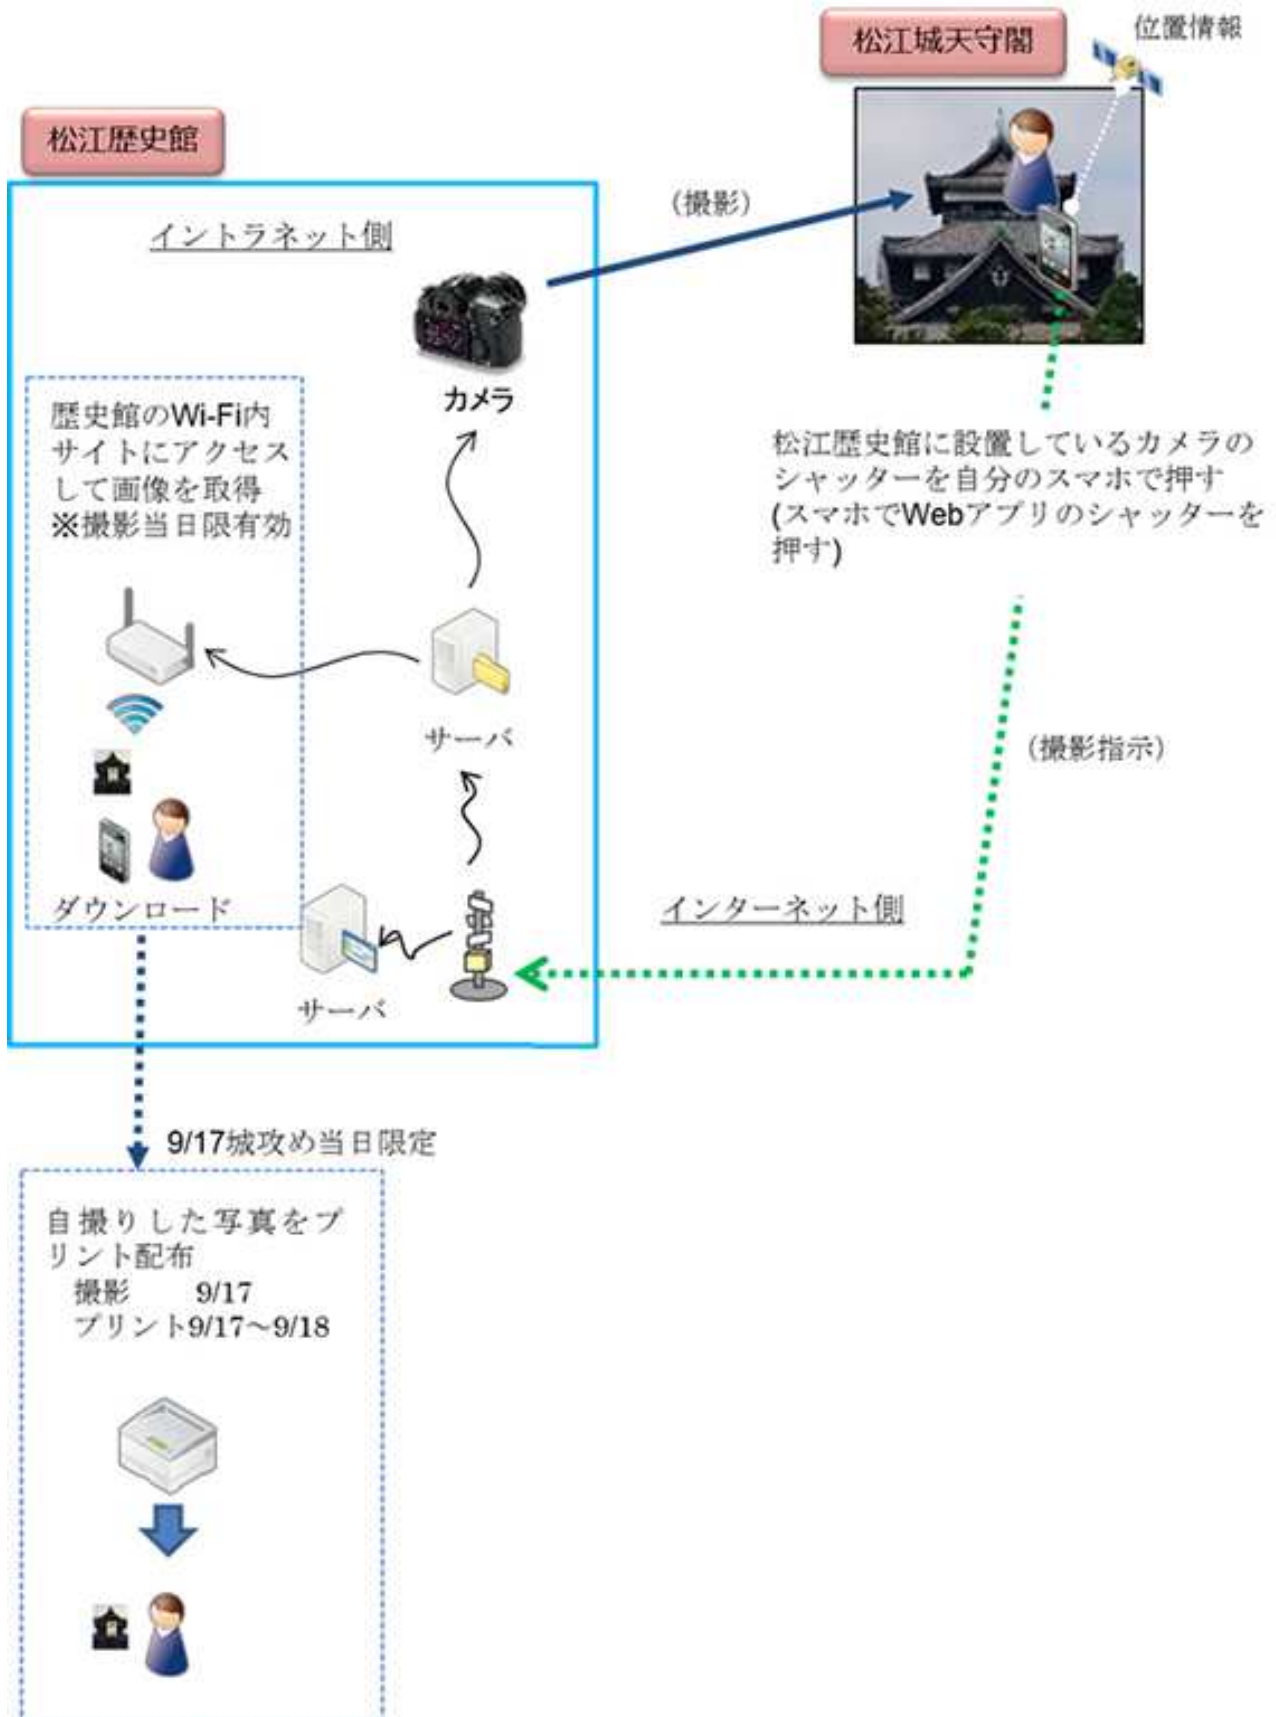 松江城天守閣
位置情報
松江歴史館
イントラネット側
(撮影)
カメラ
歴史館のWi-Fi内
サイトにアクセス
して画像を取得
※撮影当日限有効
松江歴史館に設置しているカメラの
シャッターを自分のスマホで押す
(スマホでWebアプリのシャッターを
押す)
サーバ
(撮影指示)
ダウンロード
インターネット側
サーバ
9/17城攻め当日限定
自撮りした写真をプ
リント配布
撮影 9/17
プリント9/17～9/18